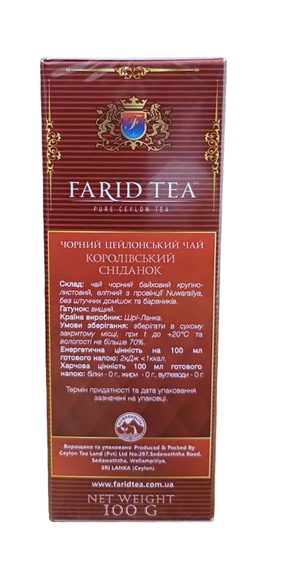 F
FARID TEA
PURE CEYLON TEA
ЧОРНИЙ ЦЕЙЛОНСЬКИЙ ЧАЙ
КОРОЛІВСЬКИЙ
СНІДАНОК
Склад: чай чорний байховий крупно-
листовий, елітний з провінції Nuwaraliya,
без штучних домішок та барвників.
Гатунок: вищий.
Країна виробник: Шрі-Ланка.
Умови зберігання: зберігати в сухому
закритому місці, при t до +20°С та
вологості не більше 70%.
Енергетична цінність на 100 мл
готового напою: 2кДж <1ккал.
Харчова цінність 100 мл готового
напою: білки - 0 г., жири - 0 г., вуглеводи - 0 г.
Термін придатності та дата упаковання
зазначені на упаковці.
Вирощено та упаковано Produced & Packed By
Ceylon Tea Land (Pvt) Ltd No:297,Sedawaththa Road,
Sedawaththa, Wellampitiya,
SRI LANKA (Ceylon)
www.faridtea.com.ua
NET WEIGHT
100 G